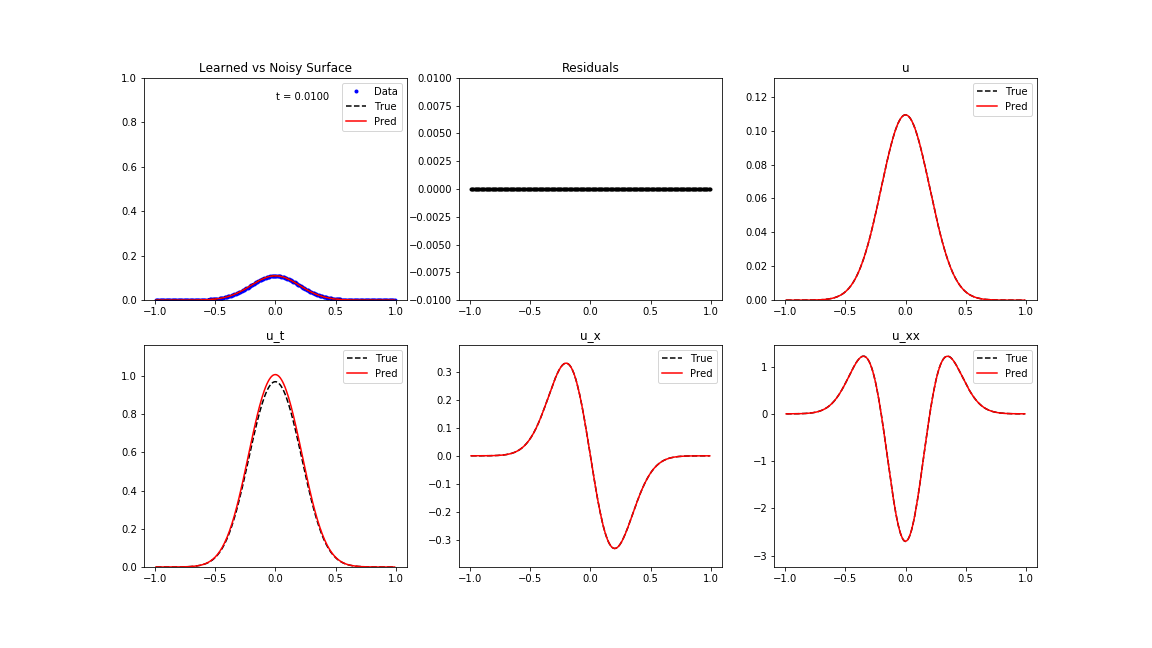 Learned vs Noisy Surface
t = 0.0100
Data
True
Pred
1.0
0.8
0.6
0.4
0.2
0.0
−1.0 −0.5 0.0 0.5 1.0
Residuals
0.0100
0.0075
0.0050
0.0025
0.0000
−0.0025
−0.0050
−0.0075
−0.0100
−1.0 −0.5 0.0 0.5 1.0
u
True
Pred
0.12
0.10
0.08
0.06
0.04
0.02
0.00
−1.0 −0.5 0.0 0.5 1.0
u_t
True
Pred
1.0
0.8
0.6
0.4
0.2
0.0
−1.0 −0.5 0.0 0.5 1.0
u_x
True
Pred
0.3
0.2
0.1
0.0
−0.1
−0.2
−0.3
−1.0 −0.5 0.0 0.5 1.0
u_xx
True
Pred
1
0
−1
−2
−3
−1.0 −0.5 0.0 0.5 1.0